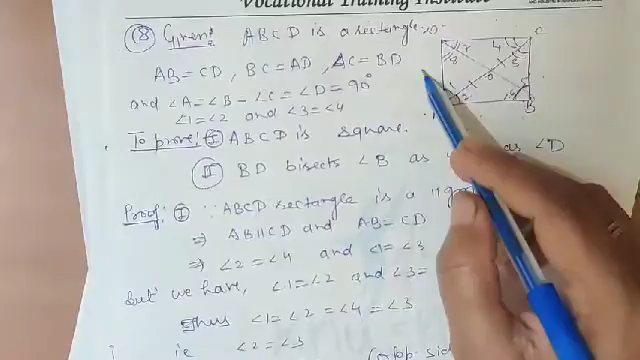 Vocational Training Institute
(8) Given: ABCD is a rectangle.
AB = CD, BC = AD, AC = BD
and ∠A = ∠B = ∠C = ∠D = 90°
∠1 = ∠2 and ∠3 = ∠4
To prove: (I) ABCD is square.
(II) BD bisects ∠B as as ∠D
Proof: (I) ∵ ABCD rectangle is a
⇒ AB ∥ CD and AB = CD
⇒ ∠2 = ∠4 and ∠1 = ∠3
but we have, ∠1 = ∠2 and ∠3 =
Thus ∠1 = ∠2 = ∠4 = ∠3
ie ∠2 = ∠3
C
4
B